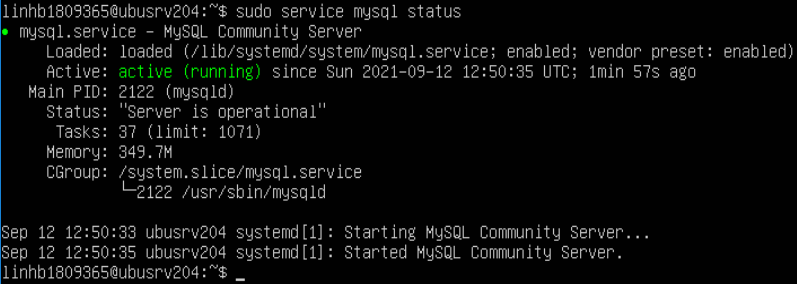 linhb1809365@ubusrv204:~$ sudo service mysql status
● mysql.service – MySQL Community Server
Loaded: loaded (/lib/systemd/system/mysql.service; enabled; vendor preset: enabled)
Active: active (running) since Sun 2021-09-12 12:50:35 UTC; 1min 57s ago
Main PID: 2122 (mysqld)
Status: "Server is operational"
Tasks: 37 (limit: 1071)
Memory: 349.7M
CGroup: /system.slice/mysql.service
└─2122 /usr/sbin/mysqld
Sep 12 12:50:33 ubusrv204 systemd[1]: Starting MySQL Community Server...
Sep 12 12:50:35 ubusrv204 systemd[1]: Started MySQL Community Server.
linhb1809365@ubusrv204:~$ _